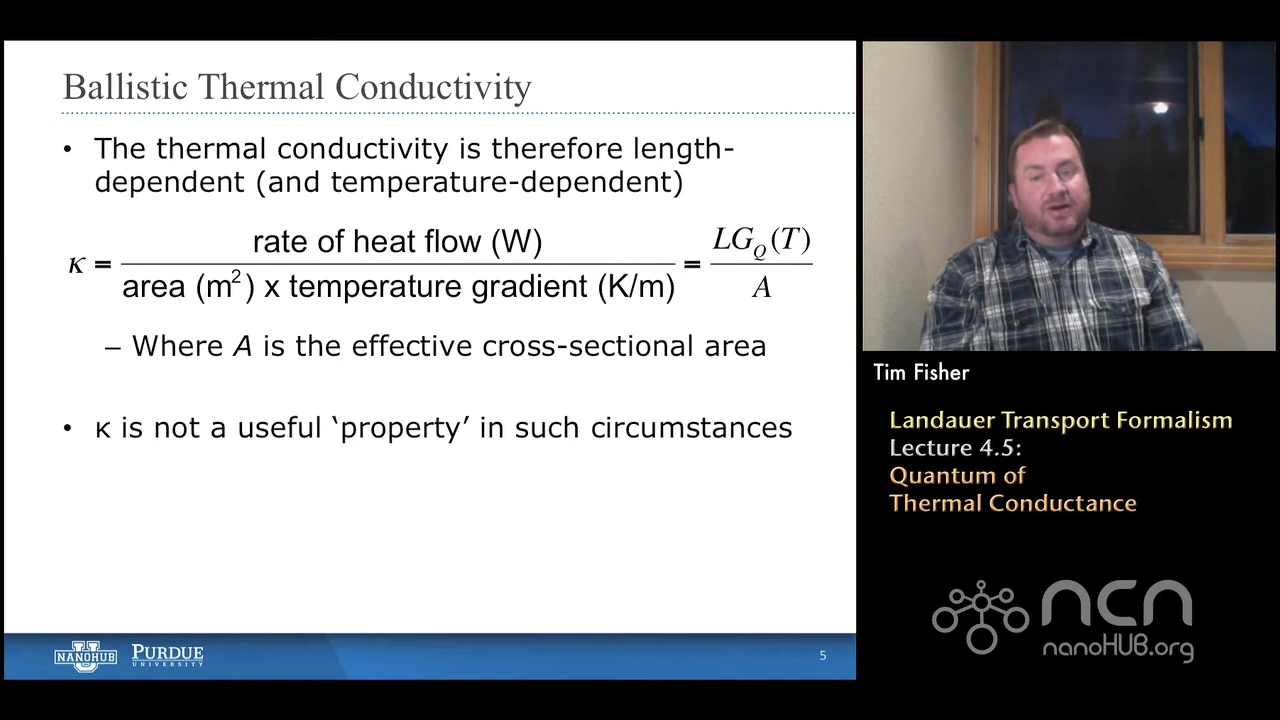 Ballistic Thermal Conductivity
• The thermal conductivity is therefore length-
dependent (and temperature-dependent)
κ = rate of heat flow (W) / area (m²) x temperature gradient (K/m) = LG_Q(T) / A
– Where A is the effective cross-sectional area
• κ is not a useful ‘property’ in such circumstances
NANOHUB U
PURDUE
UNIVERSITY
5
Tim Fisher
Landauer Transport Formalism
Lecture 4.5:
Quantum of
Thermal Conductance
ncn
nanoHUB.org